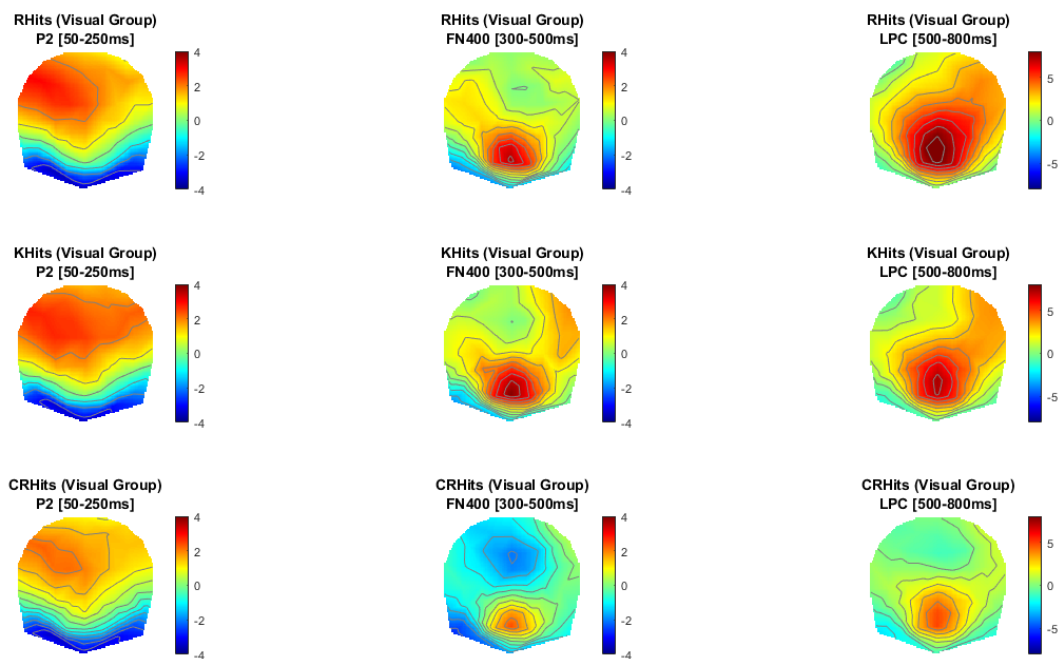 RHits (Visual Group)
P2 [50-250ms]
4
2
0
-2
-4
RHits (Visual Group)
FN400 [300-500ms]
4
2
0
-2
-4
RHits (Visual Group)
LPC [500-800ms]
5
0
-5
KHits (Visual Group)
P2 [50-250ms]
4
2
0
-2
-4
KHits (Visual Group)
FN400 [300-500ms]
4
2
0
-2
-4
KHits (Visual Group)
LPC [500-800ms]
5
0
-5
CRHits (Visual Group)
P2 [50-250ms]
4
2
0
-2
-4
CRHits (Visual Group)
FN400 [300-500ms]
4
2
0
-2
-4
CRHits (Visual Group)
LPC [500-800ms]
5
0
-5